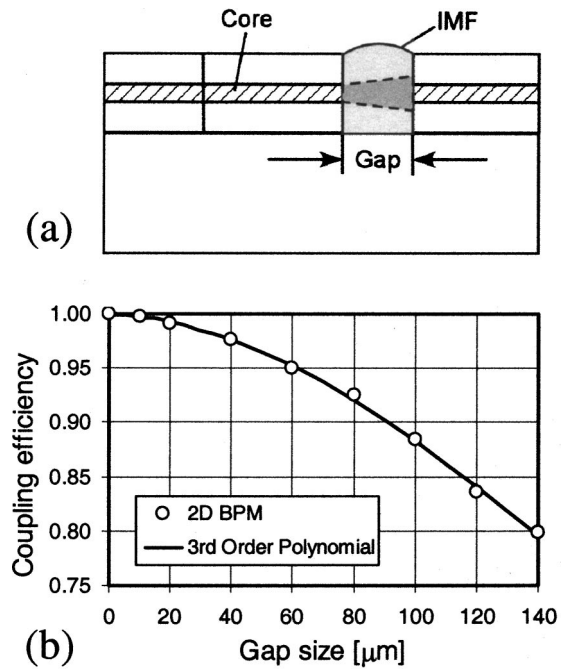 Core
IMF
Gap
(a)
1.00
0.95
0.90
0.85
0.80
0.75
Coupling efficiency
2D BPM
3rd Order Polynomial
0 20 40 60 80 100 120 140
Gap size [μm]
(b)